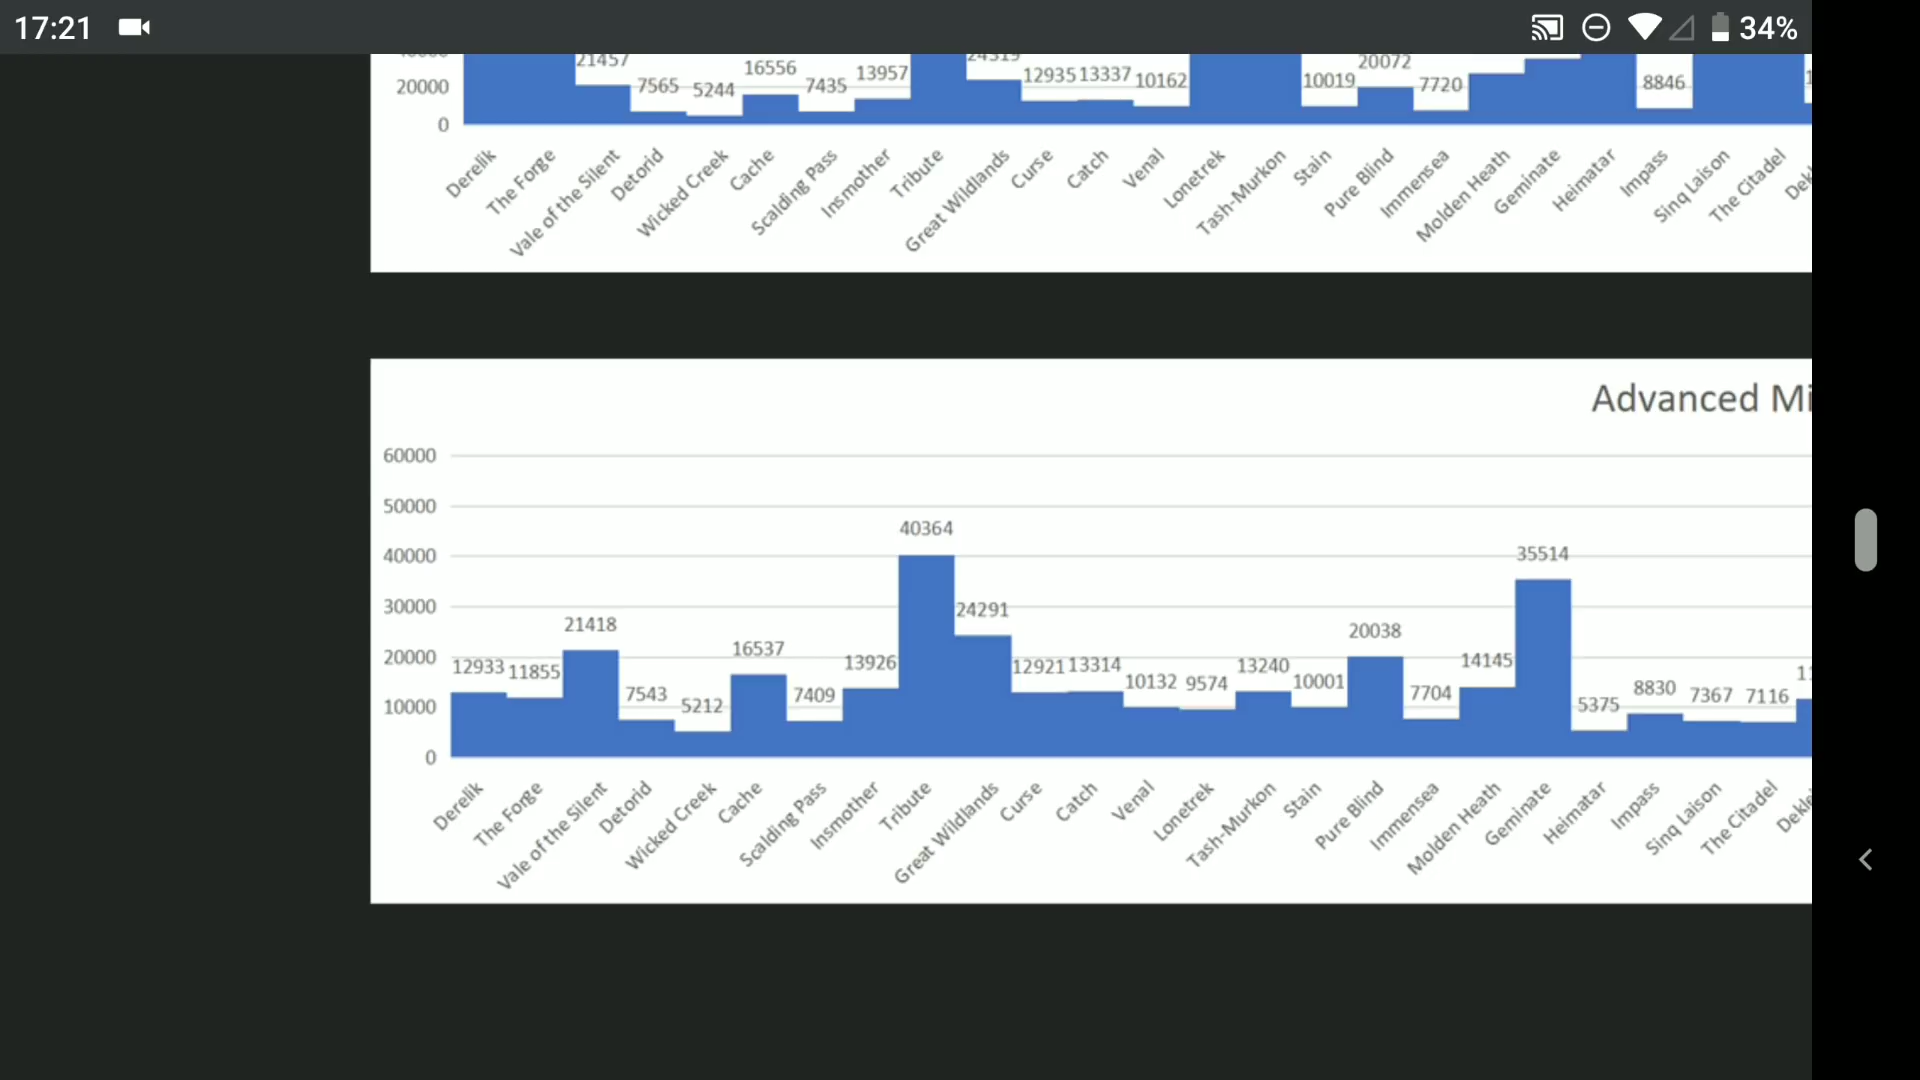 17:21 34%
21457 7565 5244 16556 7435 13957 12935 13337 10162 10019 20072 7720 8846
20000
0
Derelik The Forge Vale of the Silent Detorid Wicked Creek Cache Scalding Pass Insmother Tribute Great Wildlands Curse Catch Venal Lonetrek Tash-Murkon Stain Pure Blind Immensea Molden Heath Geminate Heimatar Impass Sinq Laison The Citadel
Advanced Mi
60000
50000
40000
30000
20000
10000
0
12933 11855 21418 7543 5212 16537 7409 13926 40364 24291 12921 13314 10132 9574 13240 10001 20038 7704 14145 35514 5375 8830 7367 7116
Derelik The Forge Vale of the Silent Detorid Wicked Creek Cache Scalding Pass Insmother Tribute Great Wildlands Curse Catch Venal Lonetrek Tash-Murkon Stain Pure Blind Immensea Molden Heath Geminate Heimatar Impass Sinq Laison The Citadel